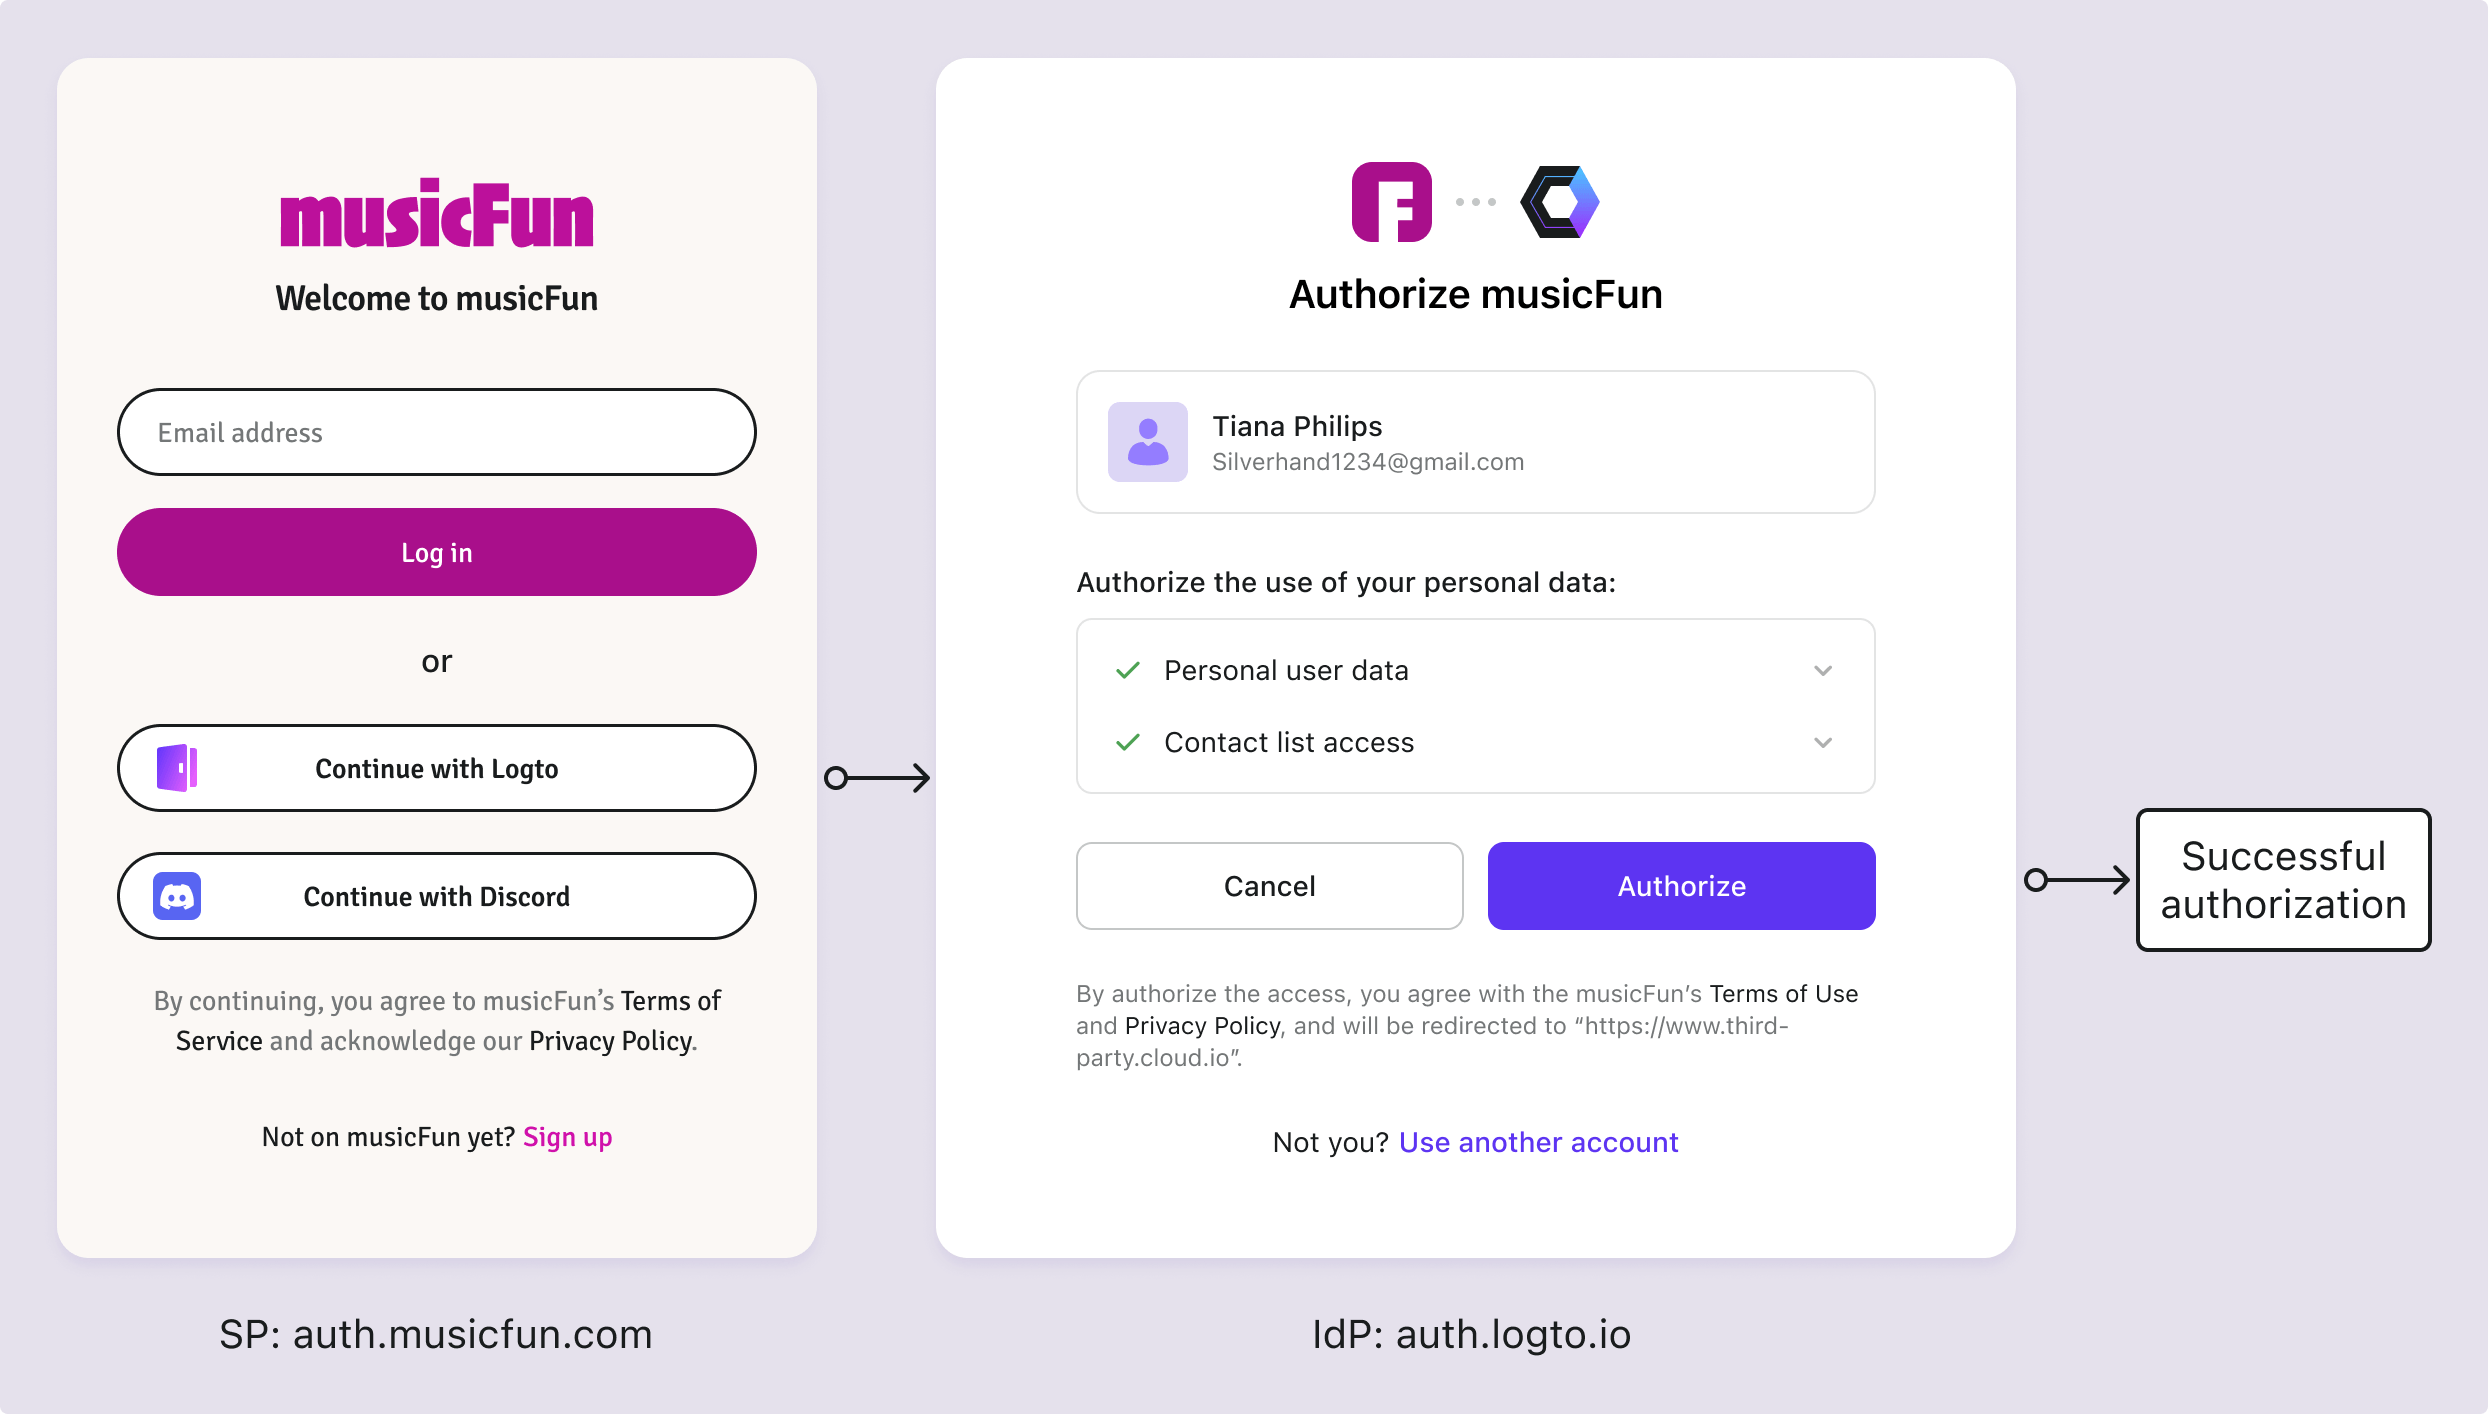 musicFun
Welcome to musicFun
Email address
Log in
or
Continue with Logto
Continue with Discord
By continuing, you agree to musicFun’s Terms of
Service and acknowledge our Privacy Policy.
Not on musicFun yet? Sign up
SP: auth.musicfun.com
Authorize musicFun
Tiana Philips
Silverhand1234@gmail.com
Authorize the use of your personal data:
Personal user data
Contact list access
Cancel
Authorize
By authorize the access, you agree with the musicFun’s Terms of Use
and Privacy Policy, and will be redirected to “https://www.third-
party.cloud.io”.
Not you? Use another account
IdP: auth.logto.io
Successful
authorization